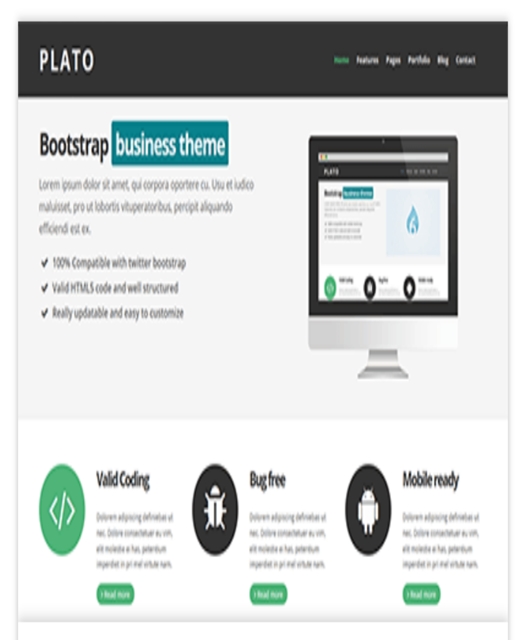 PLATO
Home Features Pages Portfolio Blog Contact
Bootstrap business theme
Lorem ipsum dolor sit amet, qui corpora oportere cu. Usu et iudico
maluisset, pro ut lobortis vituperatoribus, percipit aliquando
efficiendi est ex.
100% Compatible with twitter bootstrap
Valid HTML5 code and well structured
Really updatable and easy to customize
PLATO
Bootstrap business theme
Valid Coding
Dolorem adipiscing definiebas ut
nec. Dolore consectetuer eu vim,
elit molestie ei has, petentium
imperdiet in pri mel virtute nam.
Read more
Bug free
Dolorem adipiscing definiebas ut
nec. Dolore consectetuer eu vim,
elit molestie ei has, petentium
imperdiet in pri mel virtute nam.
Read more
Mobile ready
Dolorem adipiscing definiebas ut
nec. Dolore consectetuer eu vim,
elit molestie ei has, petentium
imperdiet in pri mel virtute nam.
Read more